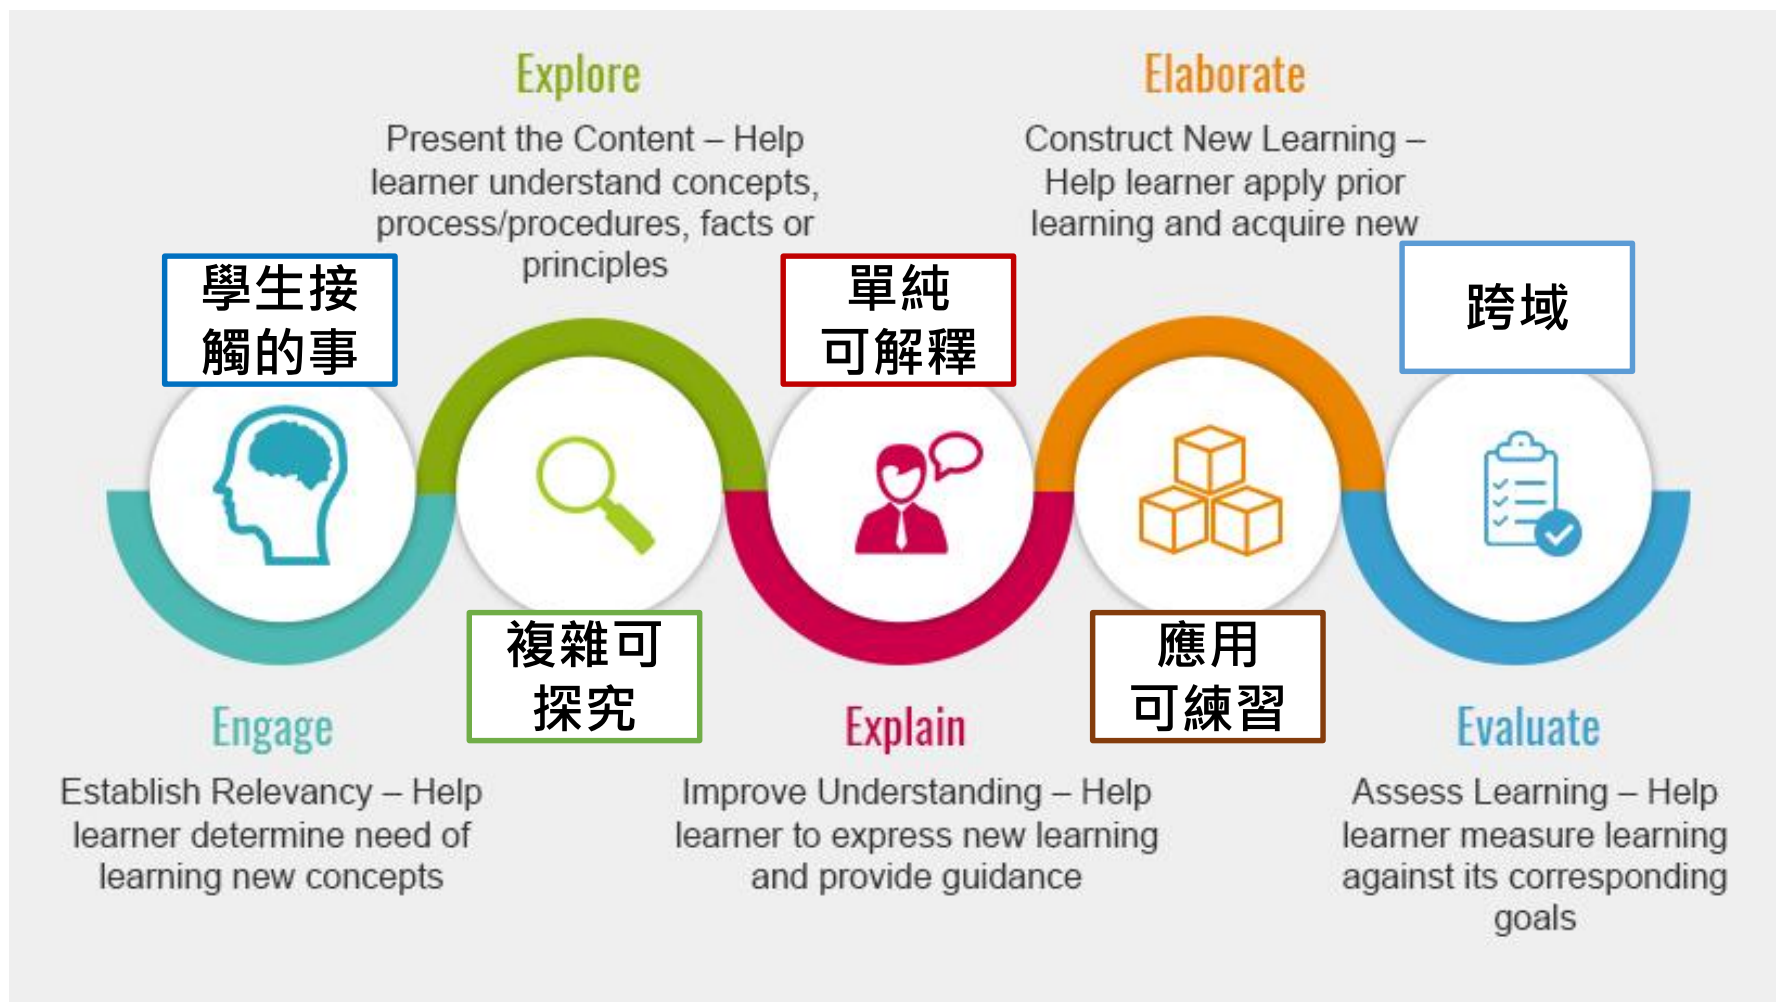 Explore
Present the Content – Help
learner understand concepts,
process/procedures, facts or
principles
Elaborate
Construct New Learning –
Help learner apply prior
learning and acquire new
學生接
觸的事
單純
可解釋
跨域
複雜可
探究
應用
可練習
Engage
Establish Relevancy – Help
learner determine need of
learning new concepts
Explain
Improve Understanding – Help
learner to express new learning
and provide guidance
Evaluate
Assess Learning – Help
learner measure learning
against its corresponding
goals